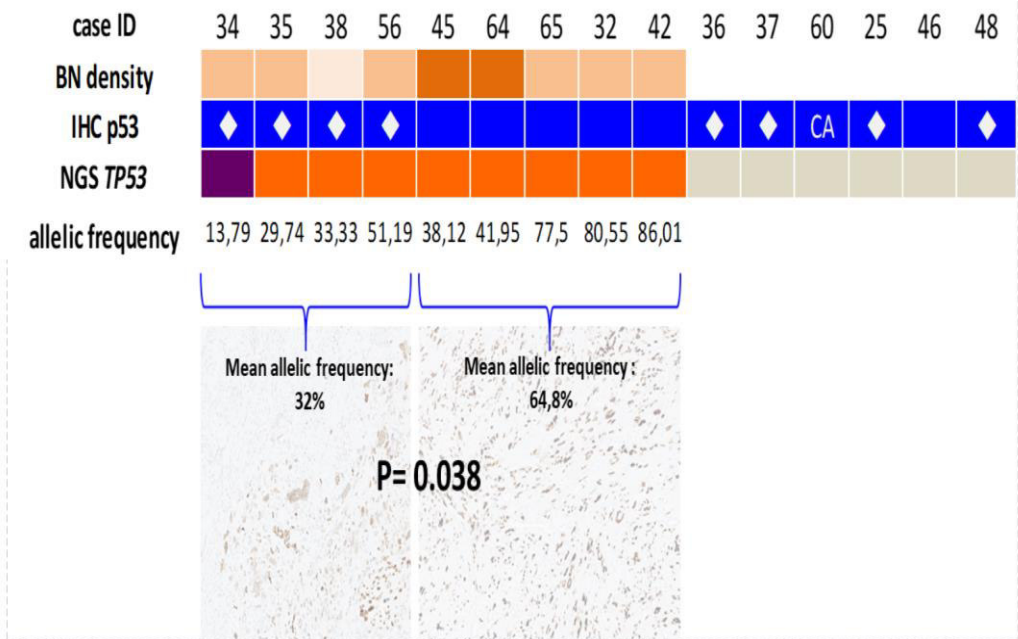 case ID 34 35 38 56 45 64 65 32 42 36 37 60 25 46 48
BN density
IHC p53 CA
NGS TP53
allelic frequency 13,79 29,74 33,33 51,19 38,12 41,95 77,5 80,55 86,01
Mean allelic frequency:
32%
Mean allelic frequency :
64,8%
P= 0.038